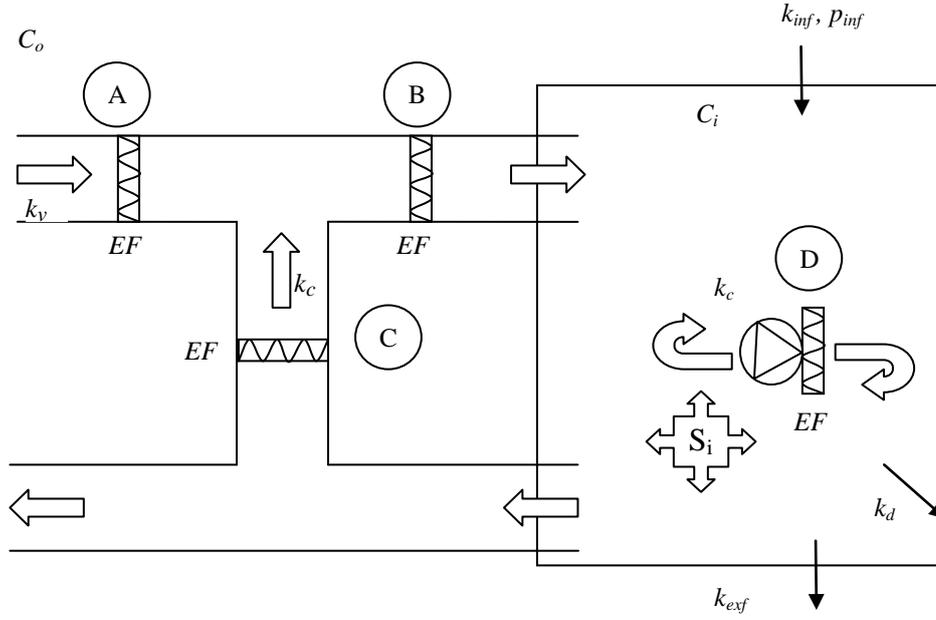 k_inf, p_inf
C_o
A
B
C_i
k_v
EF
EF
D
k_c
k_c
EF
C
EF
S_i
k_d
k_exf